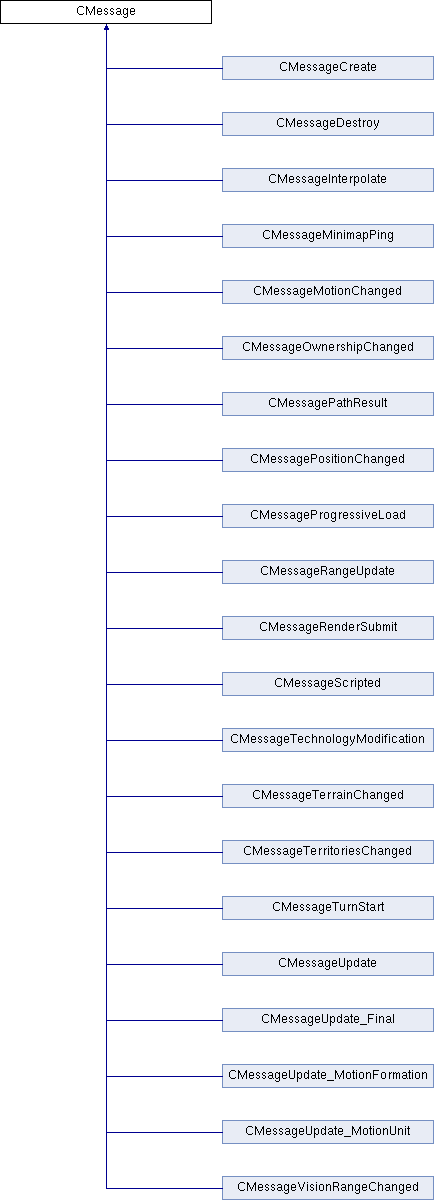 CMessage
CMessageCreate
CMessageDestroy
CMessageInterpolate
CMessageMinimapPing
CMessageMotionChanged
CMessageOwnershipChanged
CMessagePathResult
CMessagePositionChanged
CMessageProgressiveLoad
CMessageRangeUpdate
CMessageRenderSubmit
CMessageScripted
CMessageTechnologyModification
CMessageTerrainChanged
CMessageTerritoriesChanged
CMessageTurnStart
CMessageUpdate
CMessageUpdate_Final
CMessageUpdate_MotionFormation
CMessageUpdate_MotionUnit
CMessageVisionRangeChanged